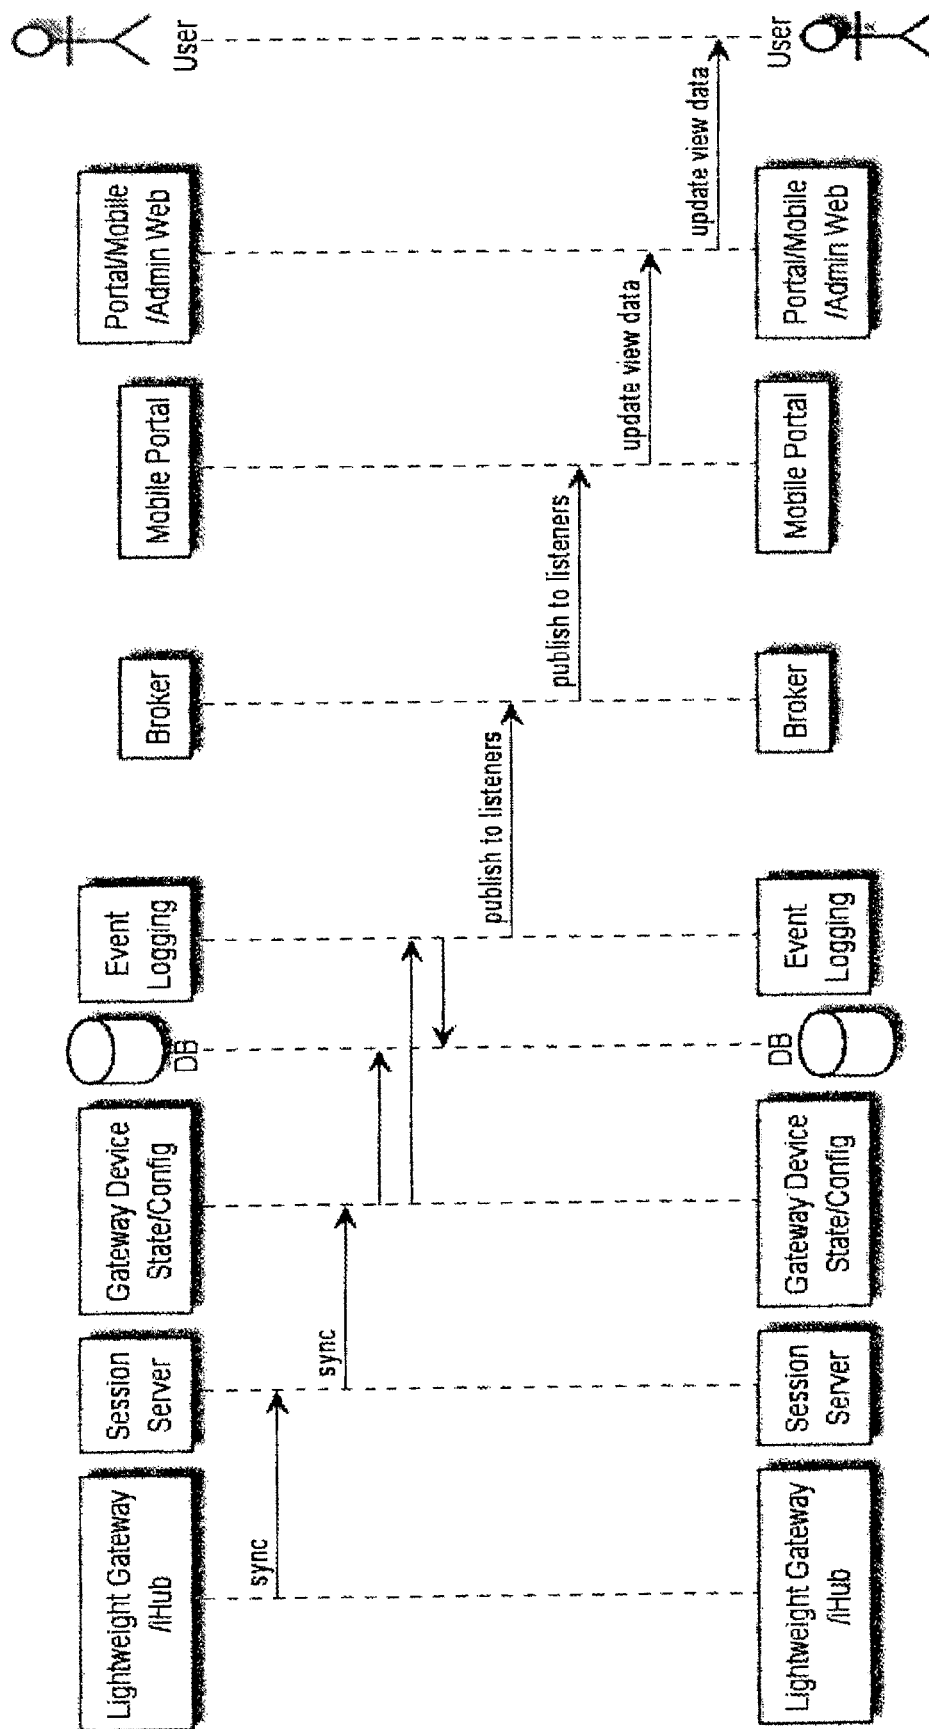 Lightweight Gateway
/iHub
Session
Server
Gateway Device
State/Config
DB
Event
Logging
Broker
Mobile Portal
Portal/Mobile
/Admin Web
User
sync
sync
publish to listeners
publish to listeners
update view data
update view data
Lightweight Gateway
/iHub
Session
Server
Gateway Device
State/Config
DB
Event
Logging
Broker
Mobile Portal
Portal/Mobile
/Admin Web
User